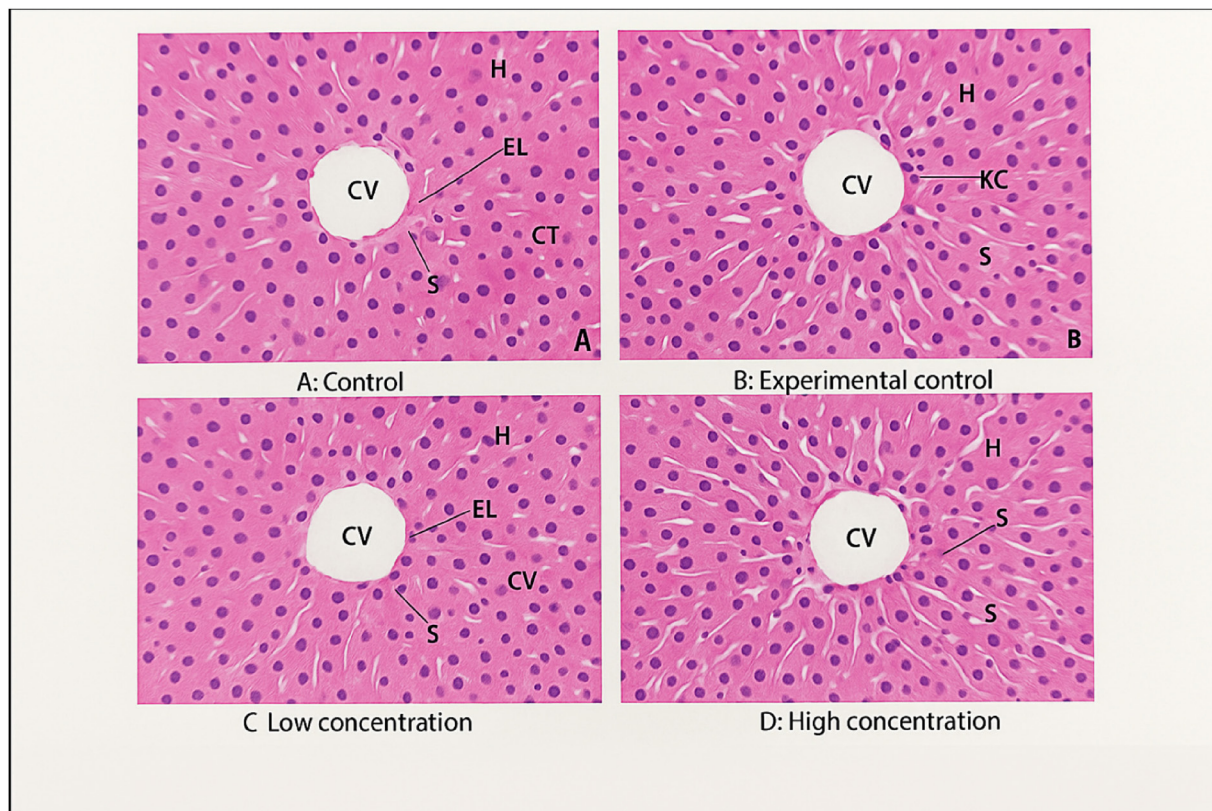 H
EL
CV
CT
S
A
A: Control
H
CV
KC
S
B
B: Experimental control
H
EL
CV
CV
S
C Low concentration
H
S
CV
S
D: High concentration